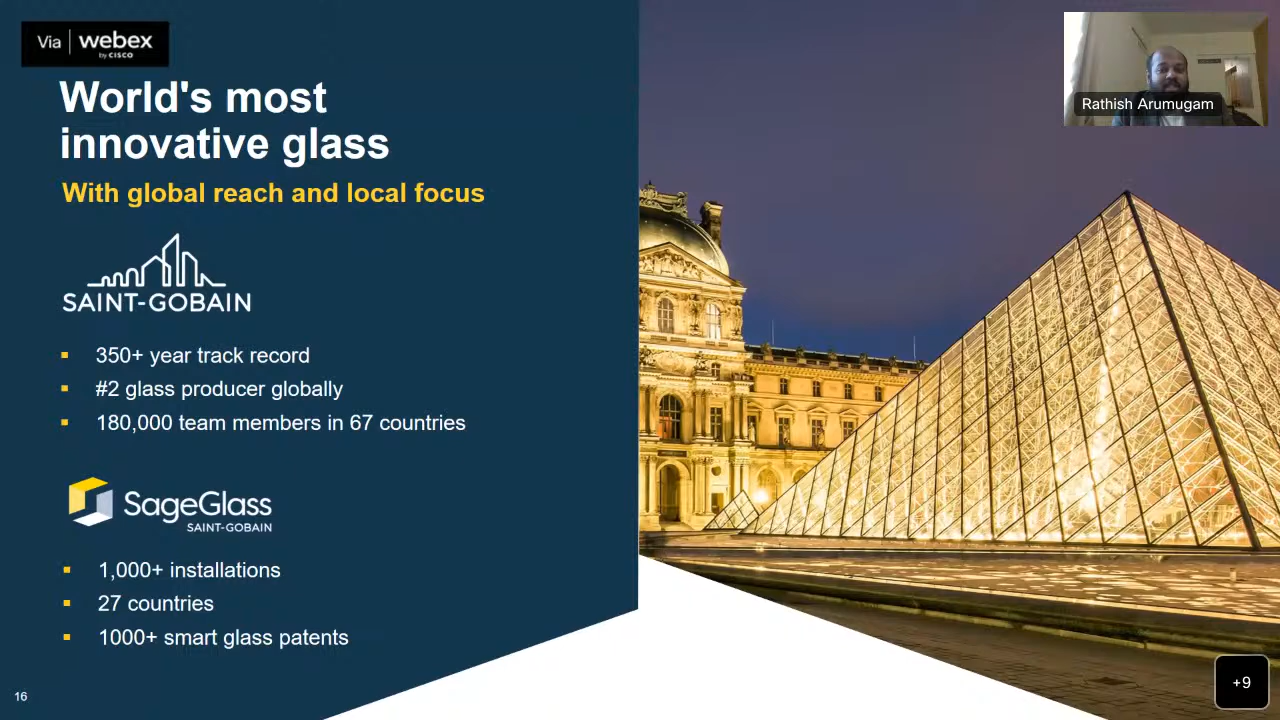 Via webex
by CISCO
World's most
innovative glass
With global reach and local focus
SAINT-GOBAIN
350+ year track record
#2 glass producer globally
180,000 team members in 67 countries
SageGlass
SAINT-GOBAIN
1,000+ installations
27 countries
1000+ smart glass patents
16
Rathish Arumugam
+9